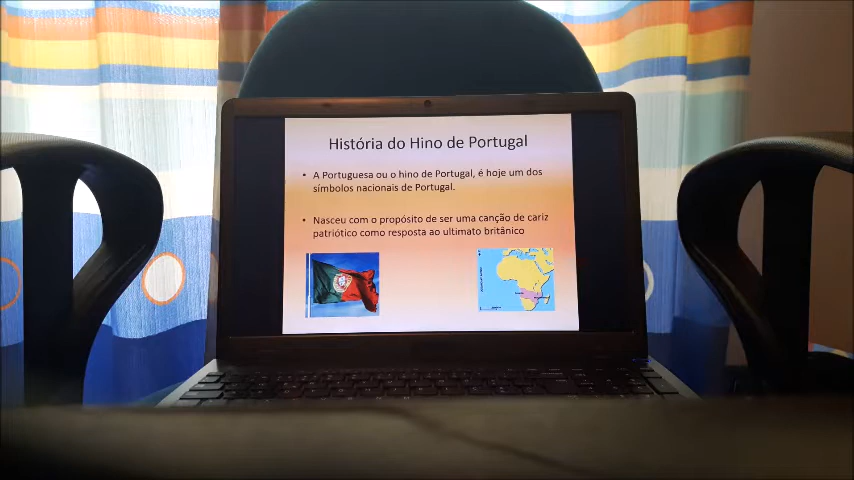 História do Hino de Portugal
• A Portuguesa ou o hino de Portugal, é hoje um dos
símbolos nacionais de Portugal.
• Nasceu com o propósito de ser uma canção de cariz
patriótico como resposta ao ultimato britânico